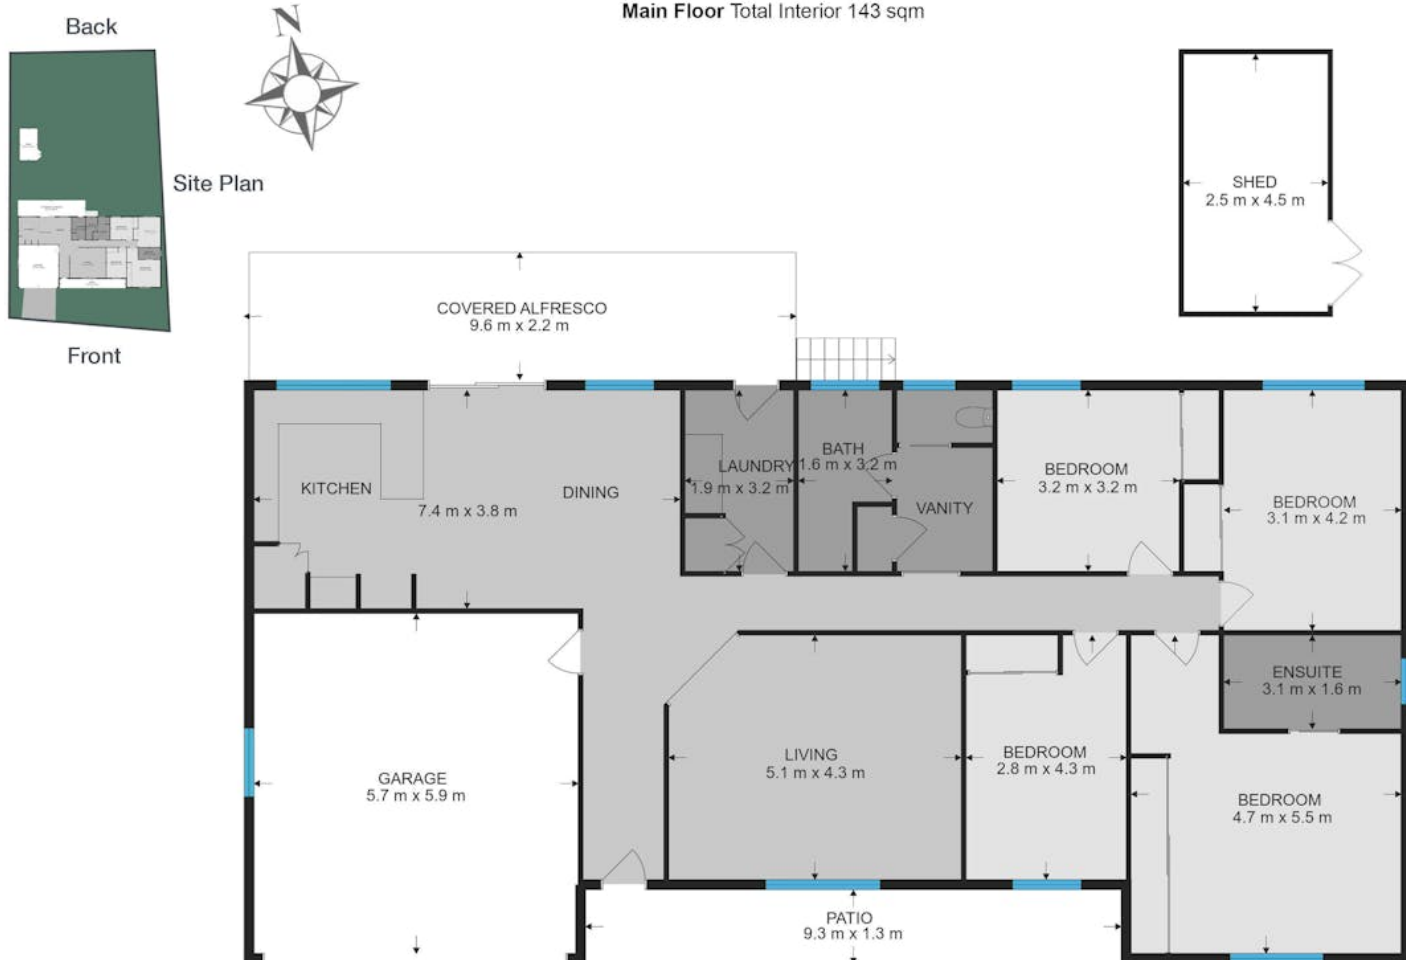 Main Floor Total Interior 143 sqm
Back
N
Site Plan
Front
SHED
2.5 m x 4.5 m
COVERED ALFRESCO
9.6 m x 2.2 m
KITCHEN
DINING
7.4 m x 3.8 m
LAUNDRY
1.9 m x 3.2 m
BATH
1.6 m x 3.2 m
VANITY
BEDROOM
3.2 m x 3.2 m
BEDROOM
3.1 m x 4.2 m
ENSUITE
3.1 m x 1.6 m
GARAGE
5.7 m x 5.9 m
LIVING
5.1 m x 4.3 m
BEDROOM
2.8 m x 4.3 m
BEDROOM
4.7 m x 5.5 m
PATIO
9.3 m x 1.3 m